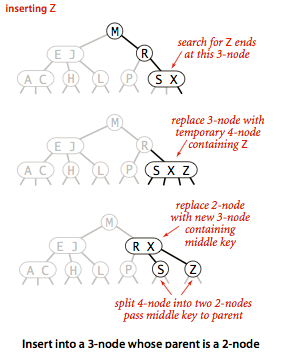 inserting Z
M
E J
R
search for Z ends
at this 3-node
A C
H
L
P
S X
replace 3-node with
temporary 4-node
containing Z
M
E J
R
A C
H
L
P
S X Z
replace 2-node
with new 3-node
containing
middle key
M
E J
R X
A C
H
L
P
S
Z
split 4-node into two 2-nodes
pass middle key to parent
Insert into a 3-node whose parent is a 2-node